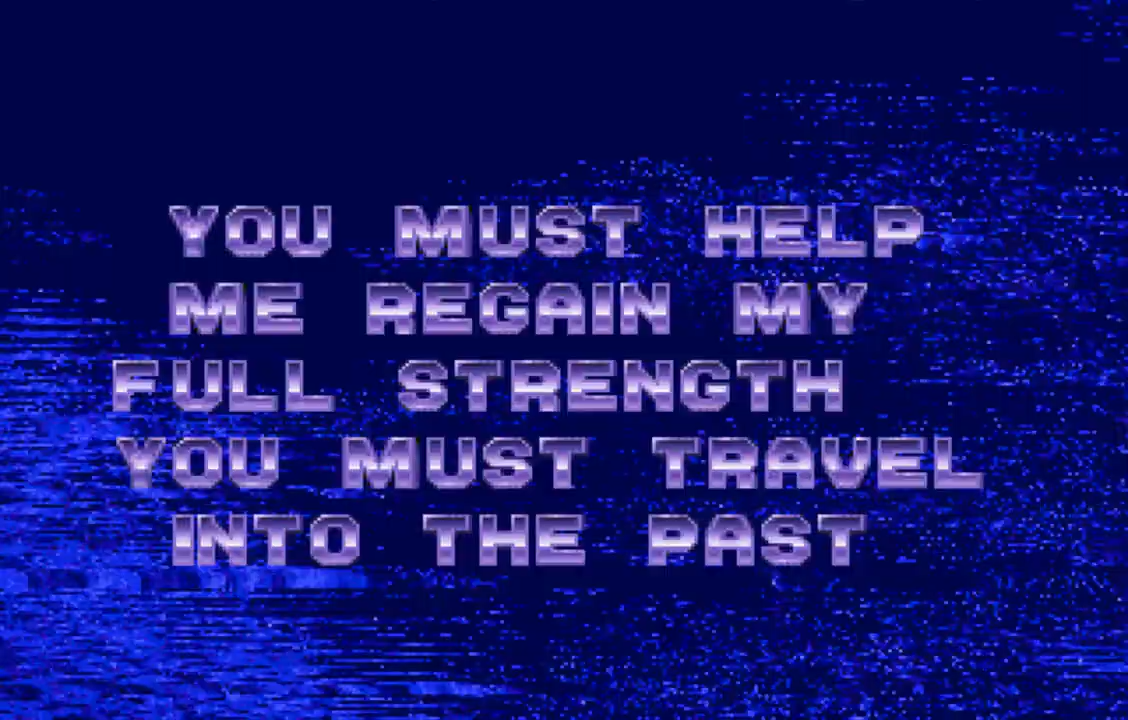 YOU MUST HELP
ME REGAIN MY
FULL STRENGTH
YOU MUST TRAVEL
INTO THE PAST